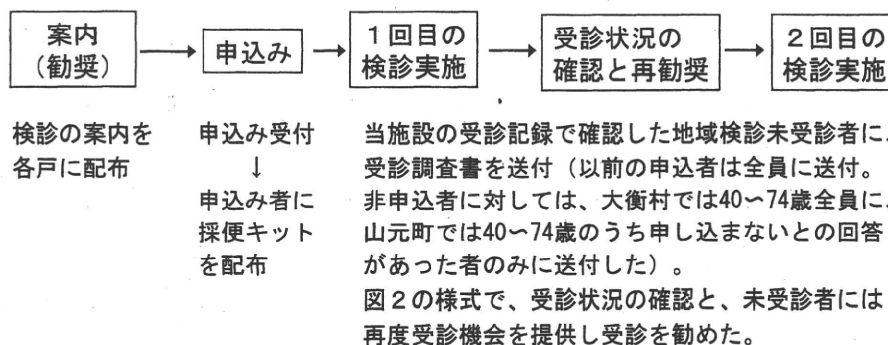 案内
（勧奨）
申込み
1回目の
検診実施
受診状況の
確認と再勧奨
2回目の
検診実施
検診の案内を
各戸に配布
申込み受付
↓
申込み者に
採便キット
を配布
当施設の受診記録で確認した地域検診未受診者に、
受診調査書を送付（以前の申込者は全員に送付。
非申込者に対しては、大衡村では40〜74歳全員に、
山元町では40〜74歳のうち申し込まないとの回答
があった者のみに送付した）。
図2の様式で、受診状況の確認と、未受診者には
再度受診機会を提供し受診を勧めた。